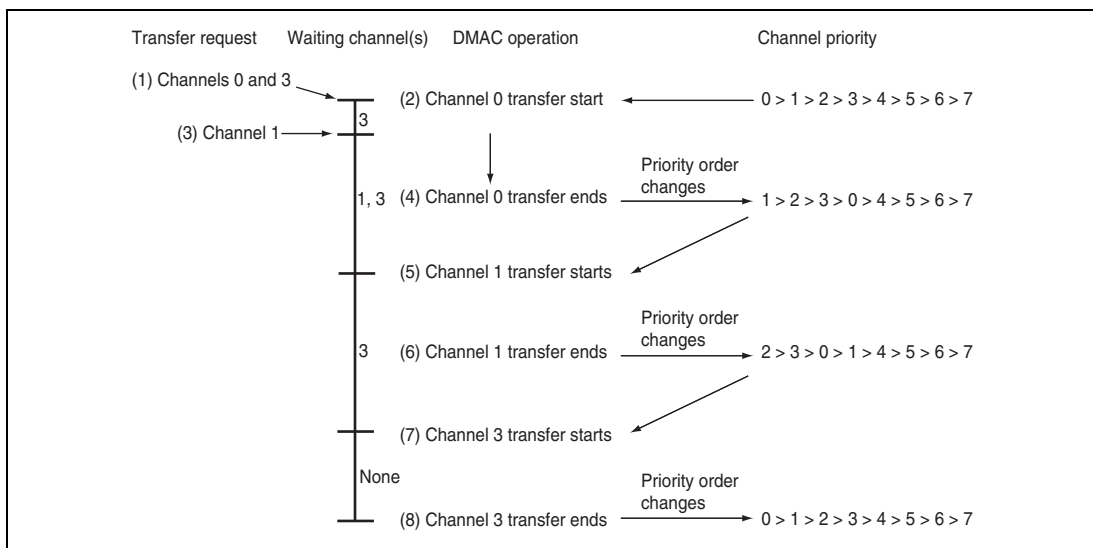 Transfer request Waiting channel(s) DMAC operation Channel priority
(1) Channels 0 and 3
(2) Channel 0 transfer start 0 > 1 > 2 > 3 > 4 > 5 > 6 > 7
3
(3) Channel 1
Priority order
changes
1, 3 (4) Channel 0 transfer ends 1 > 2 > 3 > 0 > 4 > 5 > 6 > 7
(5) Channel 1 transfer starts
Priority order
changes
3 (6) Channel 1 transfer ends 2 > 3 > 0 > 1 > 4 > 5 > 6 > 7
(7) Channel 3 transfer starts
None
Priority order
changes
(8) Channel 3 transfer ends 0 > 1 > 2 > 3 > 4 > 5 > 6 > 7